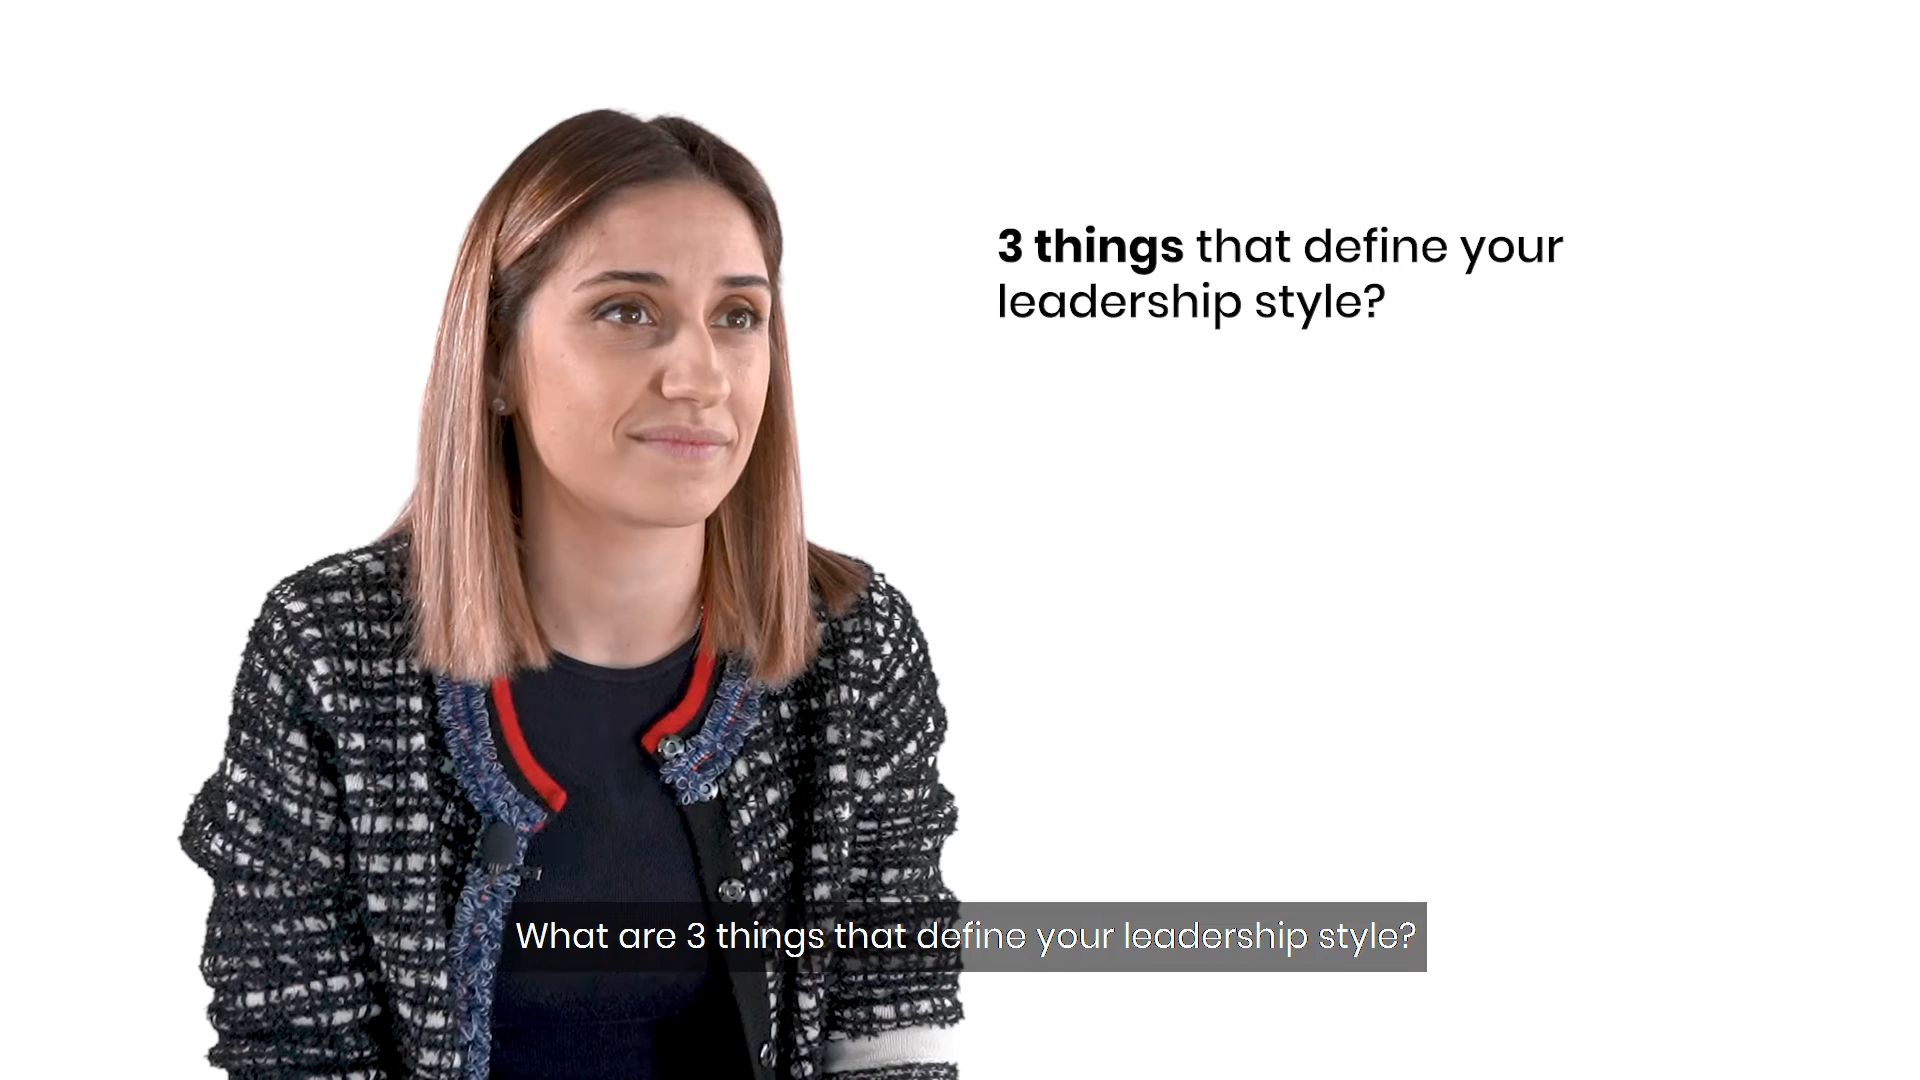 3 things that define your
leadership style?
What are 3 things that define your leadership style?